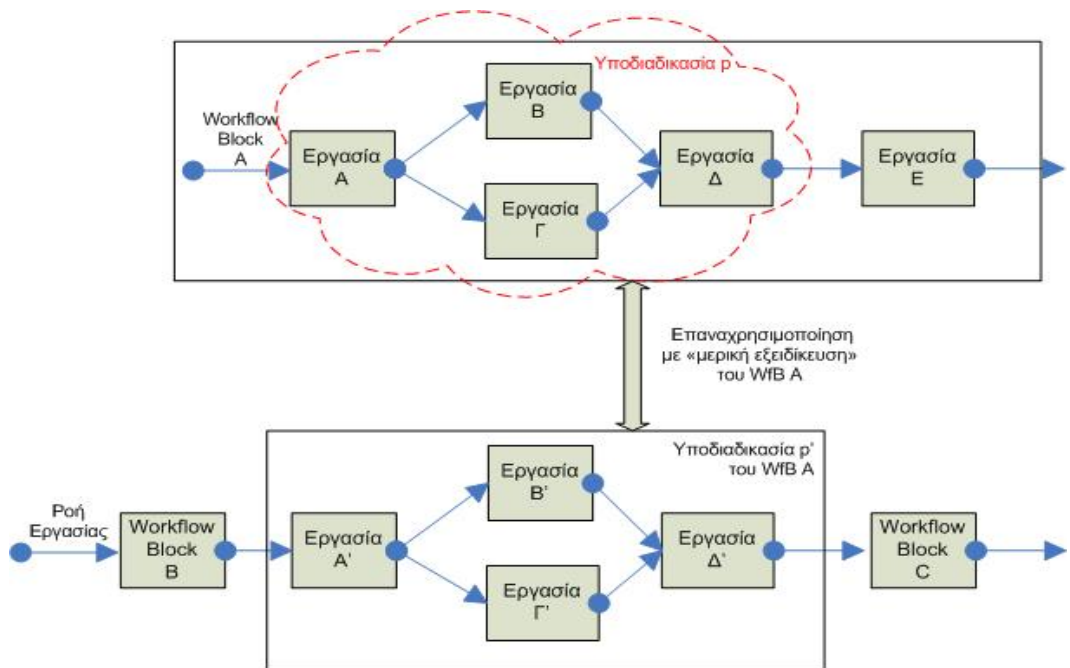 Υποδιαδικασία p
Workflow
Block
A
Εργασία
Α
Εργασία
Β
Εργασία
Γ
Εργασία
Δ
Εργασία
Ε
Επαναχρησιμοποίηση
με «μερική εξειδίκευση»
του WfB A
Υποδιαδικασία p'
του WfB A
Ροή
Εργασίας
Workflow
Block
B
Εργασία
Α'
Εργασία
Β'
Εργασία
Γ'
Εργασία
Δ'
Workflow
Block
C